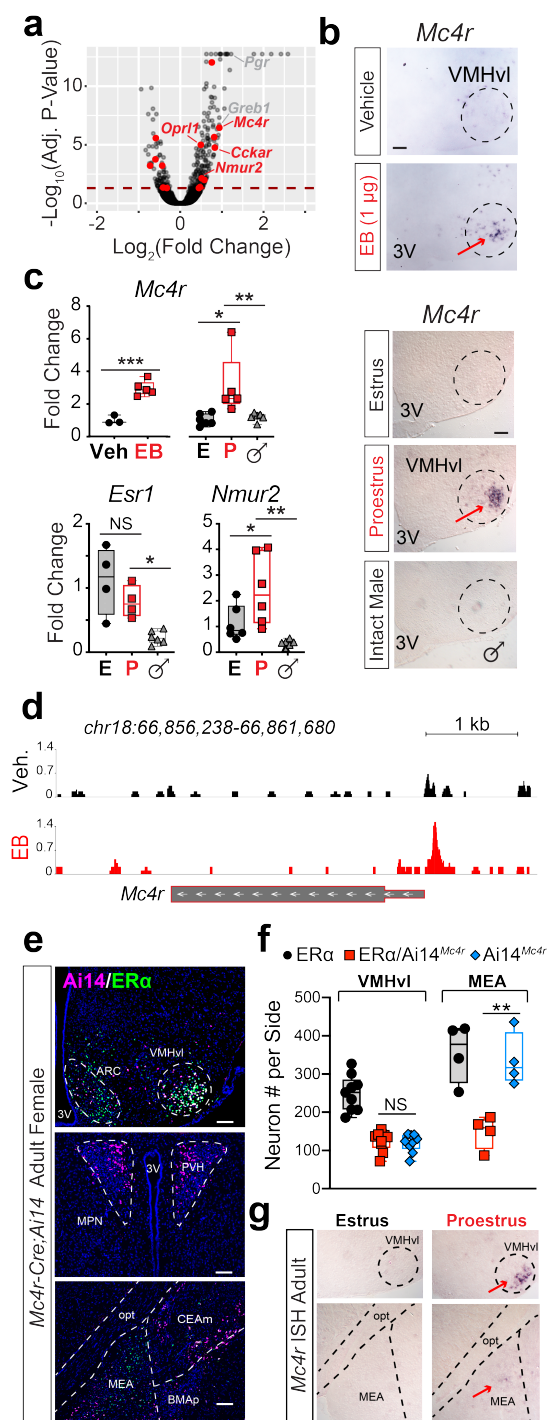 a
-Log10(Adj. P-Value)
10
5
0
Pgr
Greb1
Mc4r
Oprl1
Cckar
Nmur2
-2 -1 0 1 2 3
Log2(Fold Change)
b
Mc4r
Vehicle
VMHvl
EB (1 µg)
3V
Mc4r
Estrus
3V
Proestrus
VMHvl
3V
Intact Male
3V
♂
c
Mc4r
Fold Change
8
6
4
2
0
***
Veh EB
**
*
E P ♂
Esr1
Fold Change
2
1
0
NS
*
E P ♂
Nmur2
5
4
3
2
1
0
**
*
E P ♂
d
chr18:66,856,238-66,861,680
1 kb
Veh.
1.4
0.7
0
EB
1.4
0.7
0
Mc4r
e
Mc4r-Cre;Ai14 Adult Female
Ai14/ERα
ARC
VMHvl
3V
3V
PVH
MPN
opt
CEAm
MEA
BMAp
f
ERα ERα/Ai14Mc4r Ai14Mc4r
VMHvl MEA
Neuron # per Side
500
400
300
200
100
0
NS
**
g
Estrus Proestrus
Mc4r ISH Adult
VMHvl
VMHvl
opt
MEA
opt
MEA